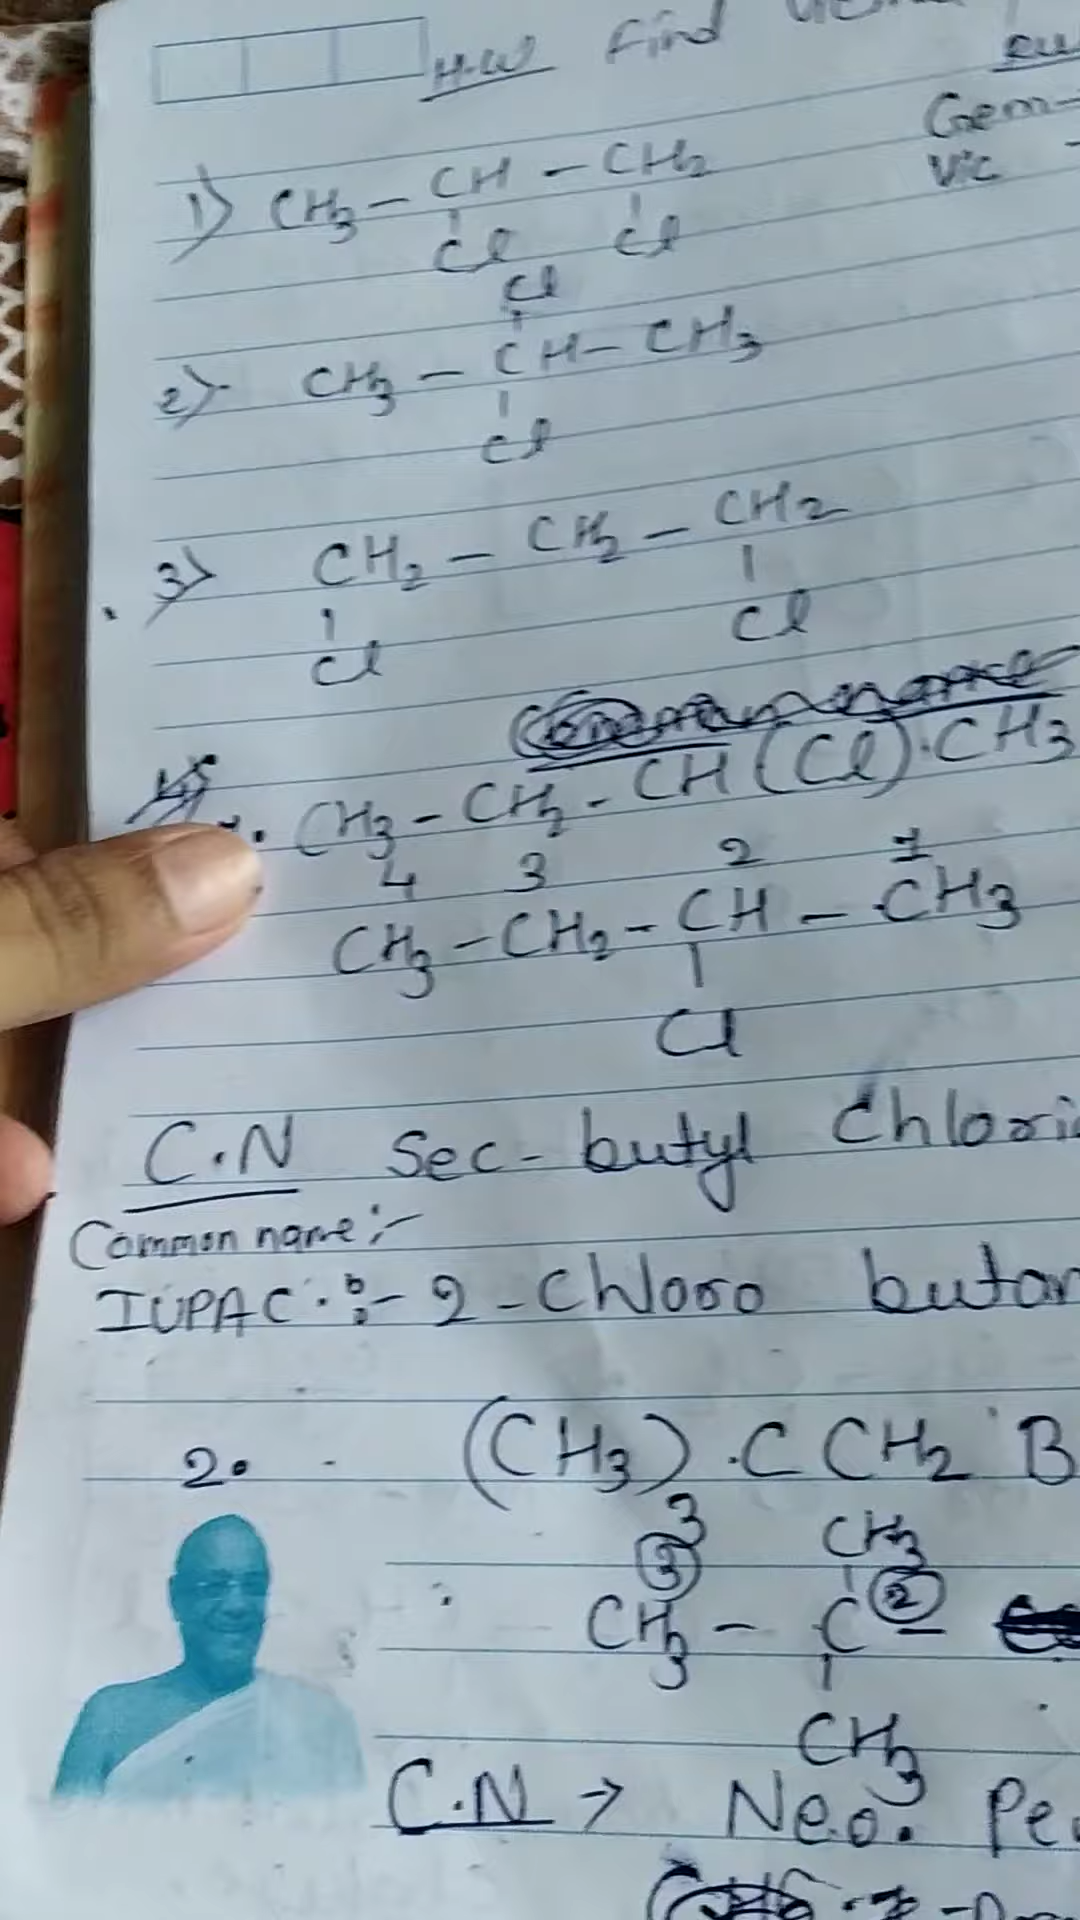 H.W Find
Gem-
Vic -
1) CH3 - CH - CH2
Cl Cl
Cl
2) CH3 - CH - CH3
Cl
3) CH2 - CH2 - CH2
Cl Cl
CH3 - CH2 - CH (Cl) . CH3
4 3 2 1
CH3 - CH2 - CH - CH3
Cl
C.N Sec - butyl Chlori
Common name :-
IUPAC . :- 2 - Chloro butan
2. (CH3) . C CH2 B
3
3 CH3
CH3 - C 2 -
CH3
C.N → Neo. Pe